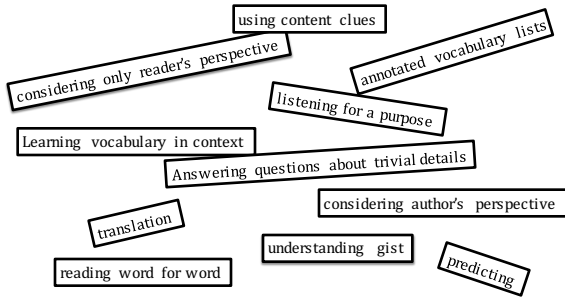 using content clues
considering only reader's perspective
annotated vocabulary lists
listening for a purpose
Learning vocabulary in context
Answering questions about trivial details
considering author's perspective
translation
understanding gist
predicting
reading word for word